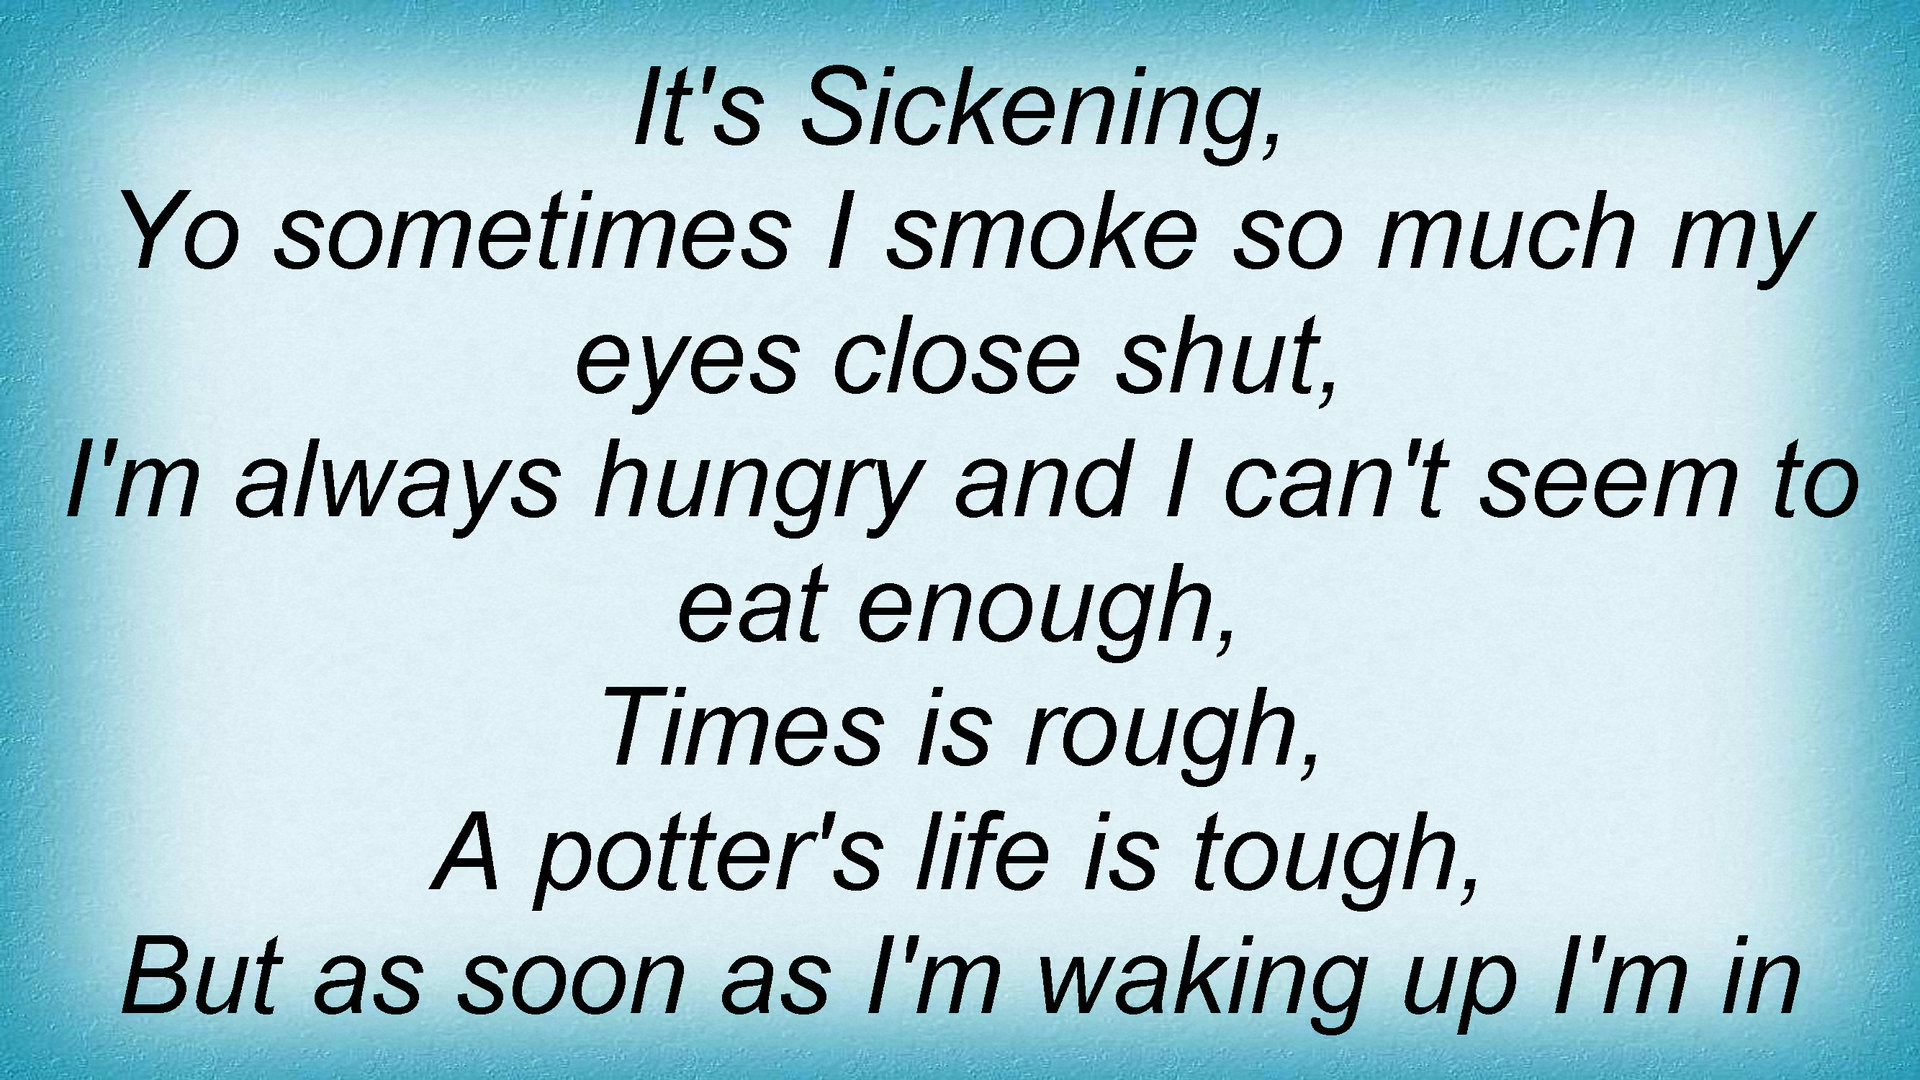 It's Sickening,
Yo sometimes I smoke so much my
eyes close shut,
I'm always hungry and I can't seem to
eat enough,
Times is rough,
A potter's life is tough,
But as soon as I'm waking up I'm in